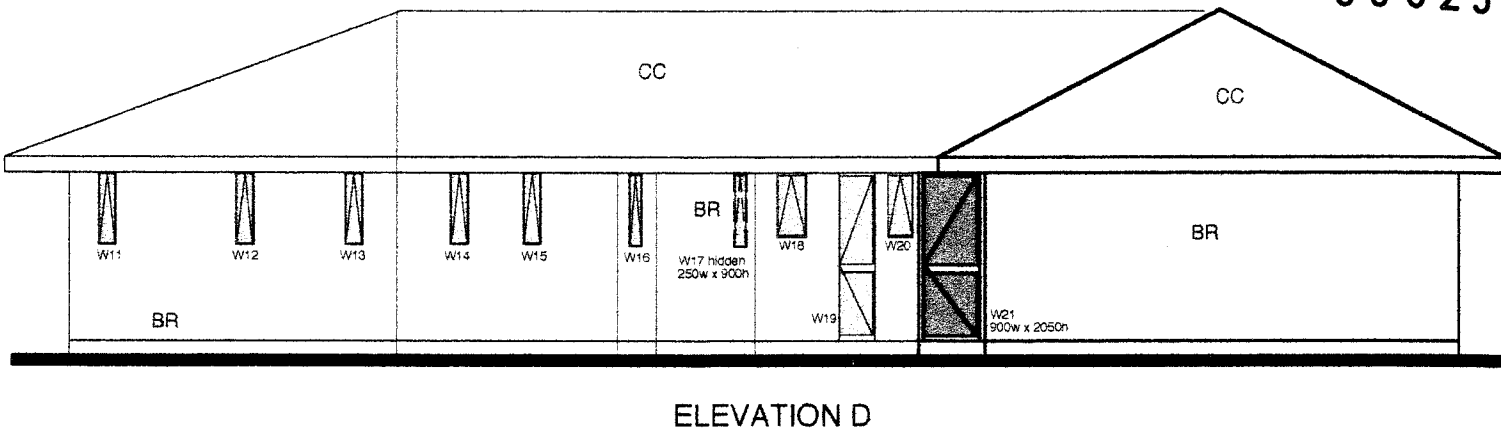 CC
CC
W11
W12
W13
W14
W15
W16
BR
W17 hidden
250w x 900h
W18
W20
BR
BR
W19
W21
900w x 2050h
ELEVATION D